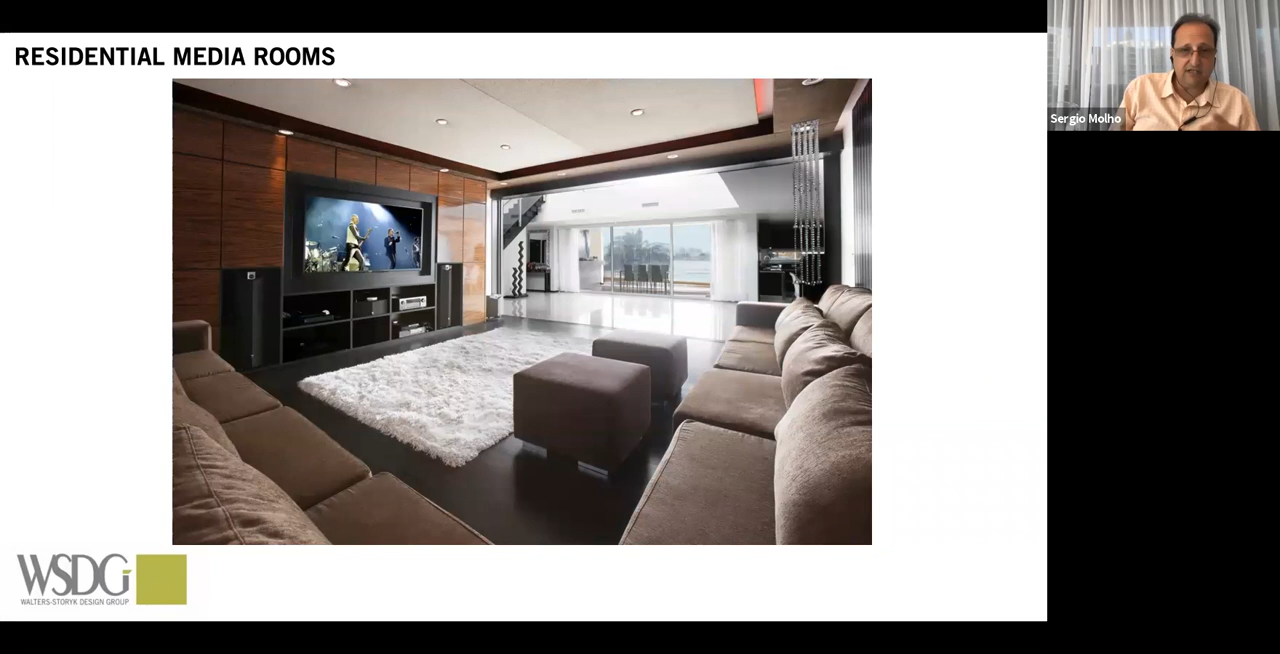 RESIDENTIAL MEDIA ROOMS
Sergio Molho
WSDG
WALTERS-STORYK DESIGN GROUP